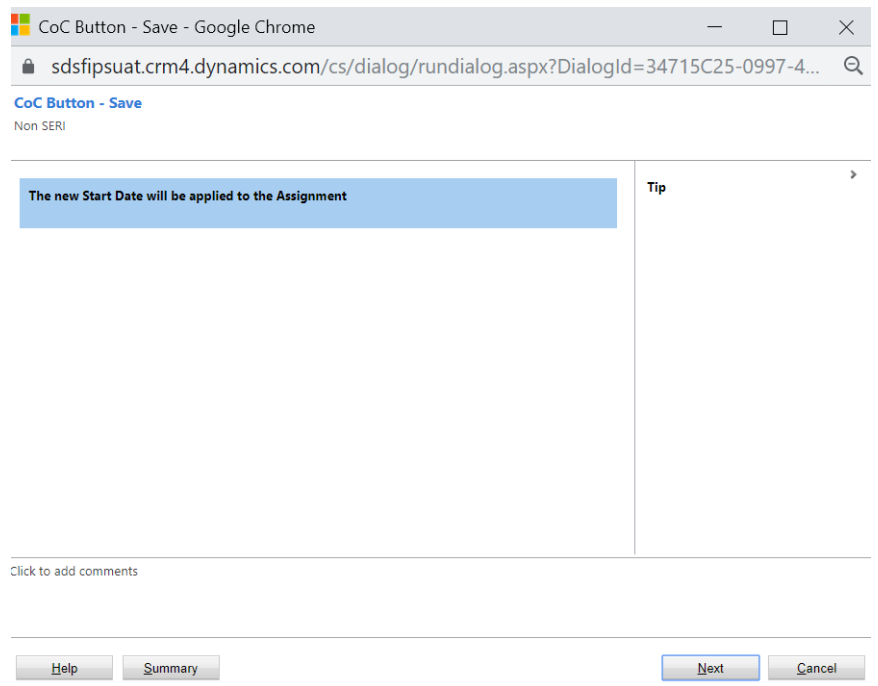 CoC Button - Save - Google Chrome
sdsfipsuat.crm4.dynamics.com/cs/dialog/rundialog.aspx?DialogId=34715C25-0997-4...
CoC Button - Save
Non SERI
The new Start Date will be applied to the Assignment
Tip
Click to add comments
Help Summary Next Cancel